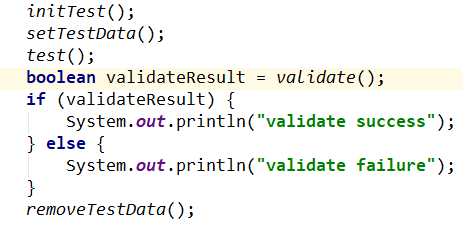 initTest();
setTestData();
test();
boolean validateResult = validate();
if (validateResult) {
    System.out.println("validate success");
} else {
    System.out.println("validate failure");
}
removeTestData();